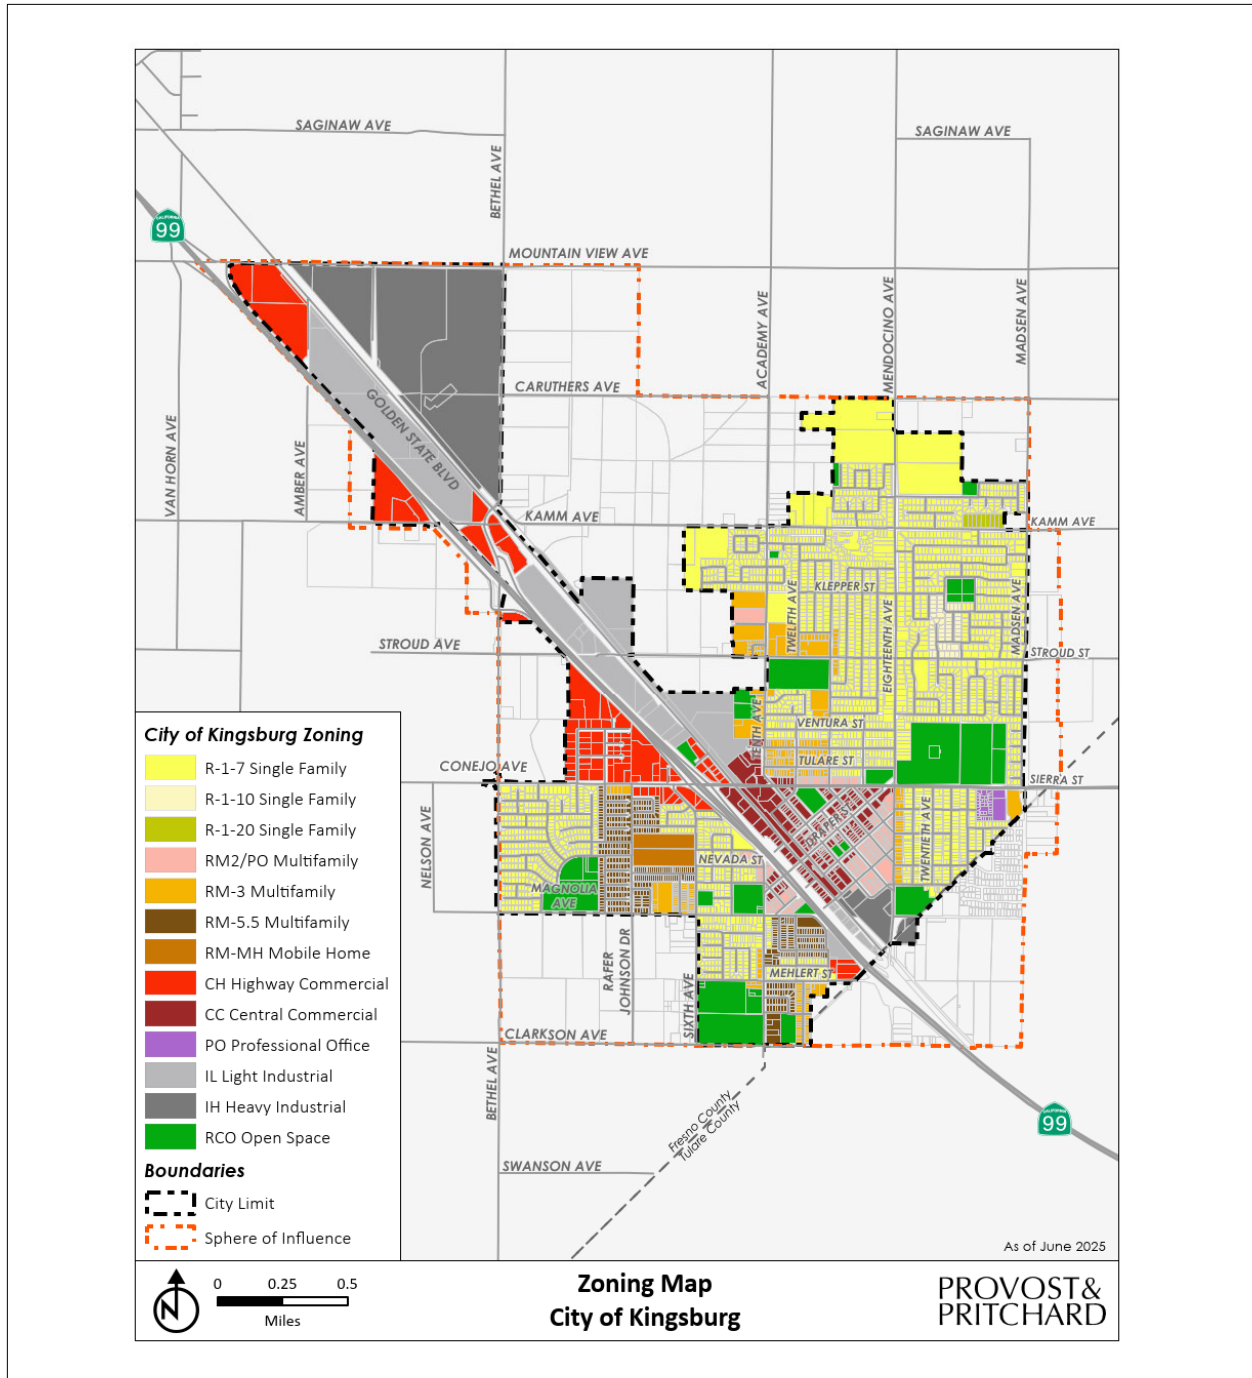 SAGINAW AVE
SAGINAW AVE
BETHEL AVE
CALIFORNIA
99
MOUNTAIN VIEW AVE
ACADEMY AVE
MENDOCINO AVE
MADSEN AVE
CARUTHERS AVE
GOLDEN STATE BLVD
VAN HORN AVE
AMBER AVE
KAMM AVE
KAMM AVE
KLEPPER ST
TWELFTH AVE
EIGHTEENTH AVE
MADSEN AVE
STROUD AVE
STROUD ST
TENTH AVE
VENTURA ST
TULARE ST
CONEJO AVE
SIERRA ST
DRAPER ST
NELSON AVE
NEVADA ST
TWENTIETH AVE
MAGNOLIA
AVE
RAFER
JOHNSON DR
SIXTH AVE
MEHLERT ST
CLARKSON AVE
BETHEL AVE
Fresno County
Tulare County
CALIFORNIA
99
SWANSON AVE
City of Kingsburg Zoning
R-1-7 Single Family
R-1-10 Single Family
R-1-20 Single Family
RM2/PO Multifamily
RM-3 Multifamily
RM-5.5 Multifamily
RM-MH Mobile Home
CH Highway Commercial
CC Central Commercial
PO Professional Office
IL Light Industrial
IH Heavy Industrial
RCO Open Space
Boundaries
City Limit
Sphere of Influence
As of June 2025
N
0 0.25 0.5
Miles
Zoning Map
City of Kingsburg
PROVOST&
PRITCHARD